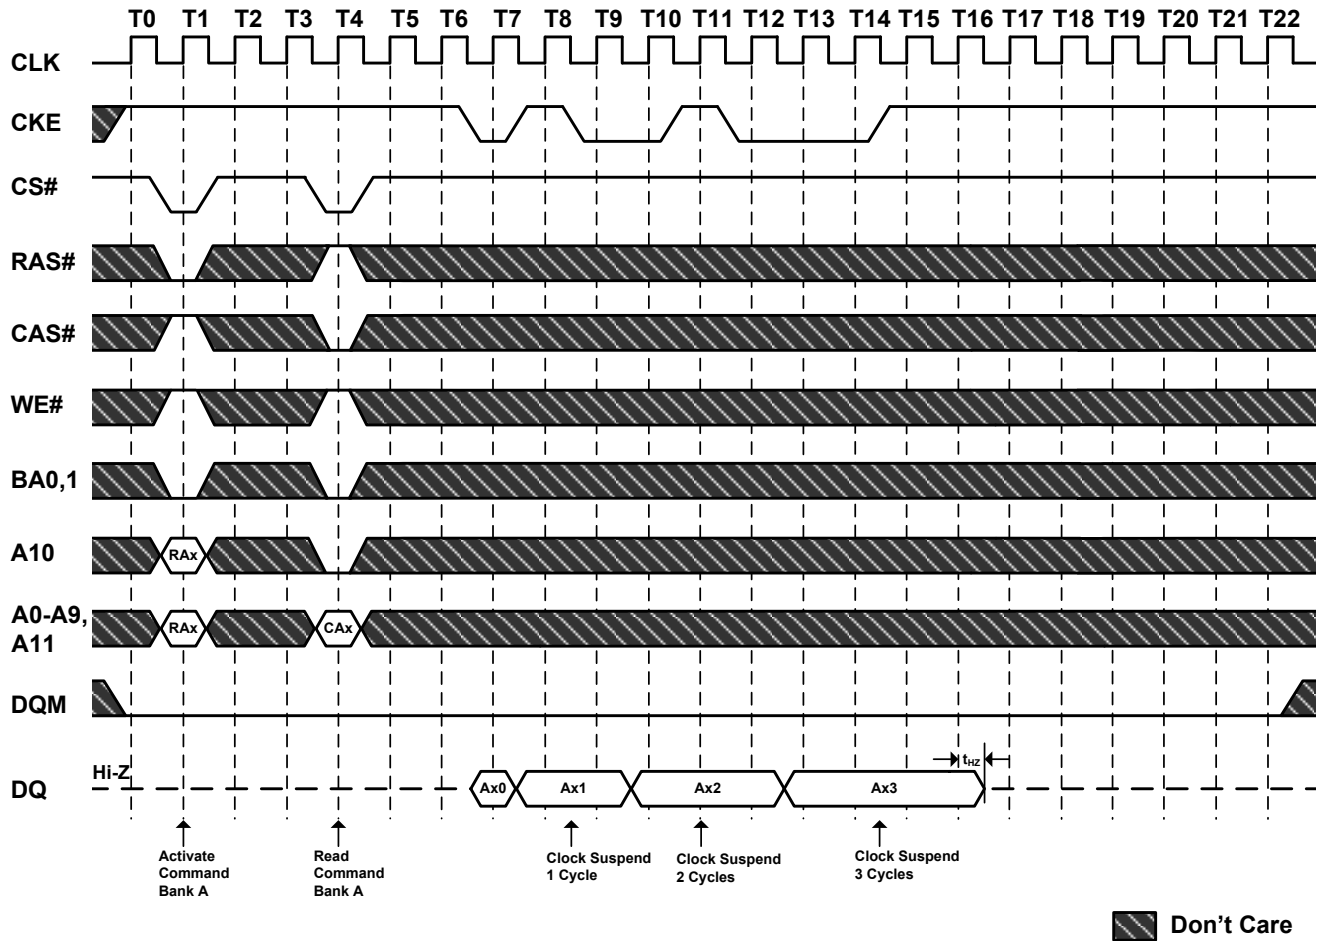 T0 T1 T2 T3 T4 T5 T6 T7 T8 T9 T10 T11 T12 T13 T14 T15 T16 T17 T18 T19 T20 T21 T22
CLK
CKE
CS#
RAS#
CAS#
WE#
BA0,1
A10 RAx
A0-A9,
A11 RAx CAx
DQM
Hi-Z tHZ
DQ Ax0 Ax1 Ax2 Ax3
Activate
Command
Bank A
Read
Command
Bank A
Clock Suspend
1 Cycle
Clock Suspend
2 Cycles
Clock Suspend
3 Cycles
Don't Care